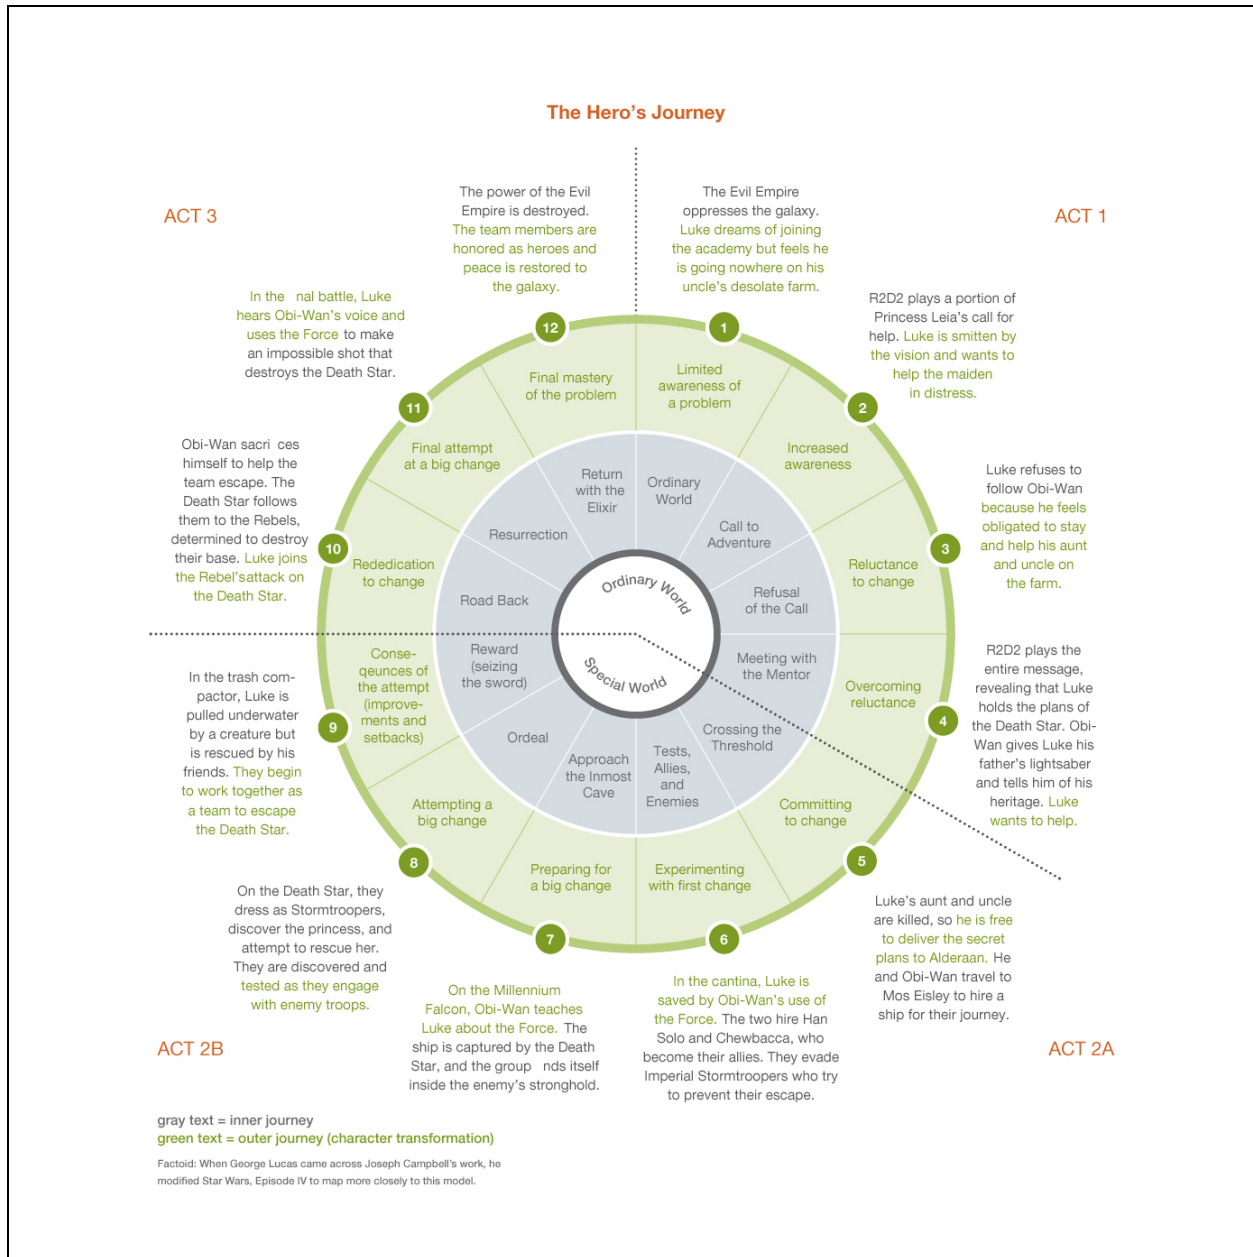 The Hero's Journey
ACT 3
ACT 1
The power of the Evil
Empire is destroyed.
The team members are
honored as heroes and
peace is restored to
the galaxy.
The Evil Empire
oppresses the galaxy.
Luke dreams of joining
the academy but feels he
is going nowhere on his
uncle's desolate farm.
R2D2 plays a portion of
Princess Leia's call for
help. Luke is smitten by
the vision and wants to
help the maiden
in distress.
Luke refuses to
follow Obi-Wan
because he feels
obligated to stay
and help his aunt
and uncle on
the farm.
R2D2 plays the
entire message,
revealing that Luke
holds the plans of
the Death Star. Obi-
Wan gives Luke his
father's lightsaber
and tells him of his
heritage. Luke
wants to help.
Luke's aunt and uncle
are killed, so he is free
to deliver the secret
plans to Alderaan. He
and Obi-Wan travel to
Mos Eisley to hire a
ship for their journey.
In the cantina, Luke is
saved by Obi-Wan's use of
the Force. The two hire Han
Solo and Chewbacca, who
become their allies. They evade
Imperial Stormtroopers who try
to prevent their escape.
On the Millennium
Falcon, Obi-Wan teaches
Luke about the Force. The
ship is captured by the Death
Star, and the group nds itself
inside the enemy's stronghold.
On the Death Star, they
dress as Stormtroopers,
discover the princess, and
attempt to rescue her.
They are discovered and
tested as they engage
with enemy troops.
In the trash com-
pactor, Luke is
pulled underwater
by a creature but
is rescued by his
friends. They begin
to work together as
a team to escape
the Death Star.
Obi-Wan sacri ces
himself to help the
team escape. The
Death Star follows
them to the Rebels,
determined to destroy
their base. Luke joins
the Rebel'sattack on
the Death Star.
In the nal battle, Luke
hears Obi-Wan's voice and
uses the Force to make
an impossible shot that
destroys the Death Star.
1
Limited
awareness of
a problem
2
Increased
awareness
3
Reluctance
to change
4
Overcoming
reluctance
5
Committing
to change
6
Experimenting
with first change
7
Preparing for
a big change
8
Attempting a
big change
9
Conse-
qeunces of
the attempt
(improve-
ments and
setbacks)
10
Rededication
to change
11
Final attempt
at a big change
12
Final mastery
of the problem
Ordinary
World
Call to
Adventure
Refusal
of the Call
Meeting with
the Mentor
Crossing the
Threshold
Tests,
Allies,
and
Enemies
Approach
the Inmost
Cave
Ordeal
Reward
(seizing
the sword)
Road Back
Resurrection
Return
with the
Elixir
Ordinary World
Special World
ACT 2B
ACT 2A
gray text = inner journey
green text = outer journey (character transformation)
Factoid: When George Lucas came across Joseph Campbell's work, he
modified Star Wars, Episode IV to map more closely to this model.